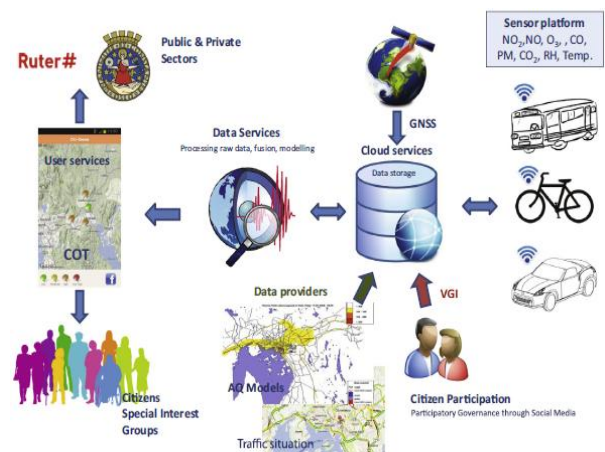 Ruter#
Public & Private
Sectors
Sensor platform
NO2,NO, O3, , CO,
PM, CO2, RH, Temp.
GNSS
Data Services
Processing raw data, fusion, modelling
Cloud services
Data storage
User services
COT
Data providers
VGI
AQ Models
Traffic situation
Citizens
Special Interest
Groups
Citizen Participation
Participatory Governance through Social Media